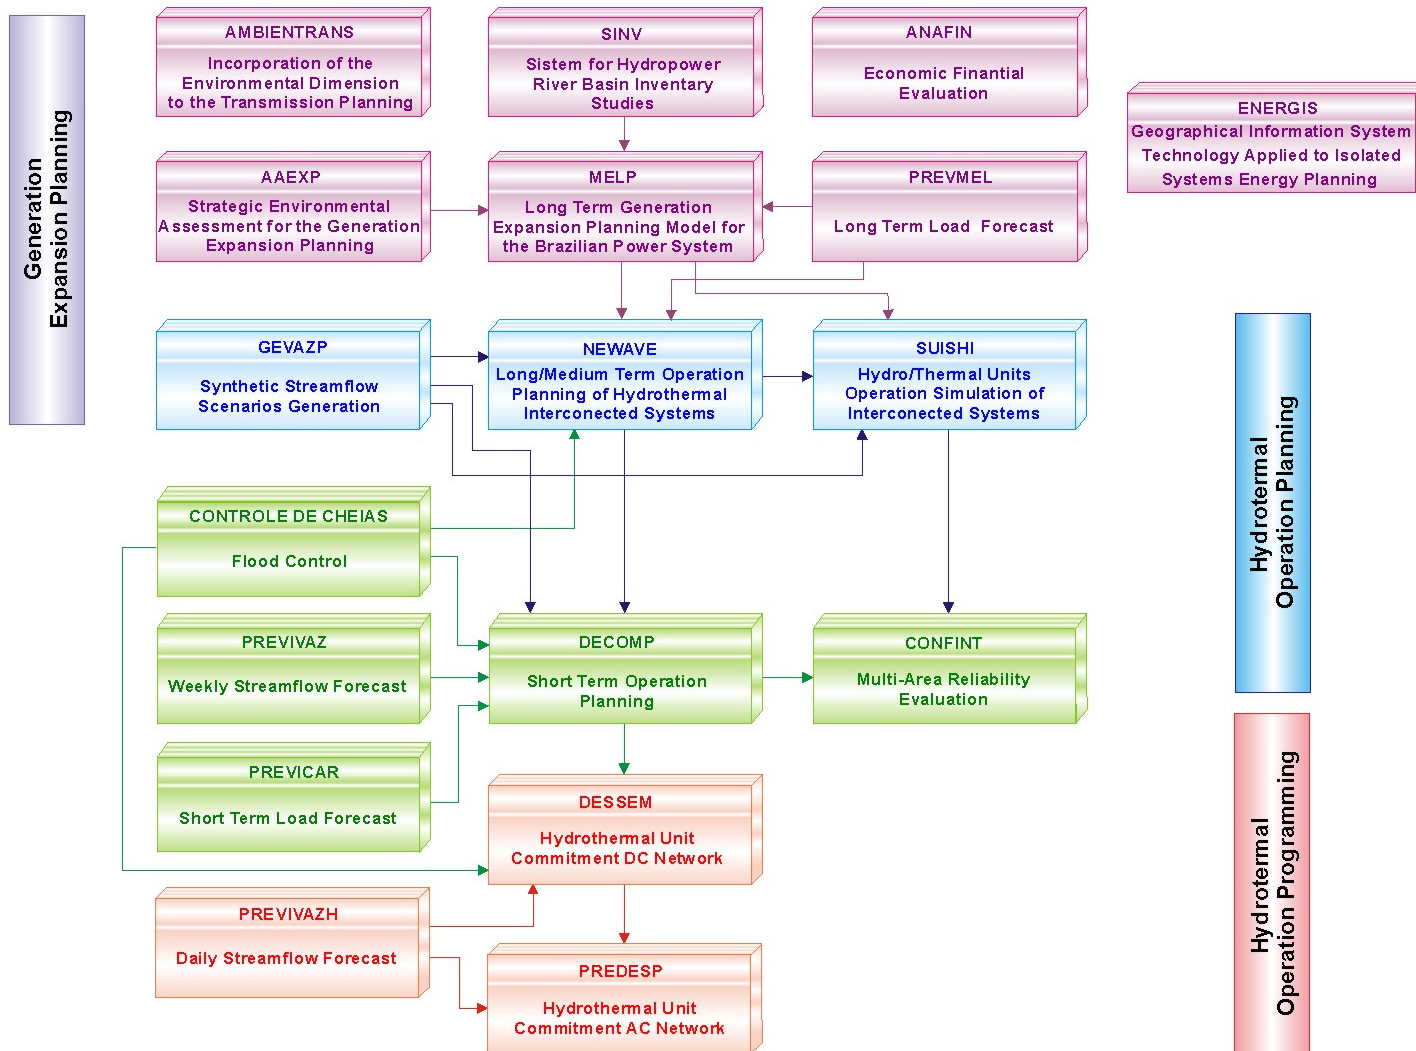 Generation
Expansion Planning
AMBIENTRANS
Incorporation of the
Environmental Dimension
to the Transmission Planning
SINV
Sistem for Hydropower
River Basin Inventory
Studies
ANAFIN
Economic Finantial
Evaluation
ENERGIS
Geographical Information System
Technology Applied to Isolated
Systems Energy Planning
AAEXP
Strategic Environmental
Assessment for the Generation
Expansion Planning
MELP
Long Term Generation
Expansion Planning Model for
the Brazilian Power System
PREVMEL
Long Term Load Forecast
GEVAZP
Synthetic Streamflow
Scenarios Generation
NEWAVE
Long/Medium Term Operation
Planning of Hydrothermal
Interconected Systems
SUISHI
Hydro/Thermal Units
Operation Simulation of
Interconected Systems
Hydrotermal
Operation Planning
CONTROLE DE CHEIAS
Flood Control
PREVIVAZ
Weekly Streamflow Forecast
DECOMP
Short Term Operation
Planning
CONFINT
Multi-Area Reliability
Evaluation
PREVICAR
Short Term Load Forecast
DESSEM
Hydrothermal Unit
Commitment DC Network
Hydrotermal
Operation Programming
PREVIVAZH
Daily Streamflow Forecast
PREDESP
Hydrothermal Unit
Commitment AC Network